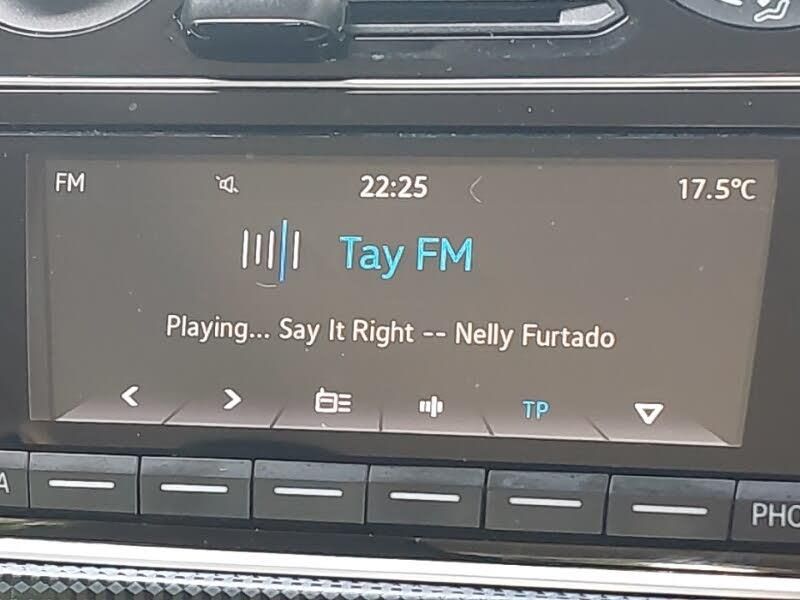 FM 22:25 17.5°C
Tay FM
Playing... Say It Right -- Nelly Furtado
TP
A PHO